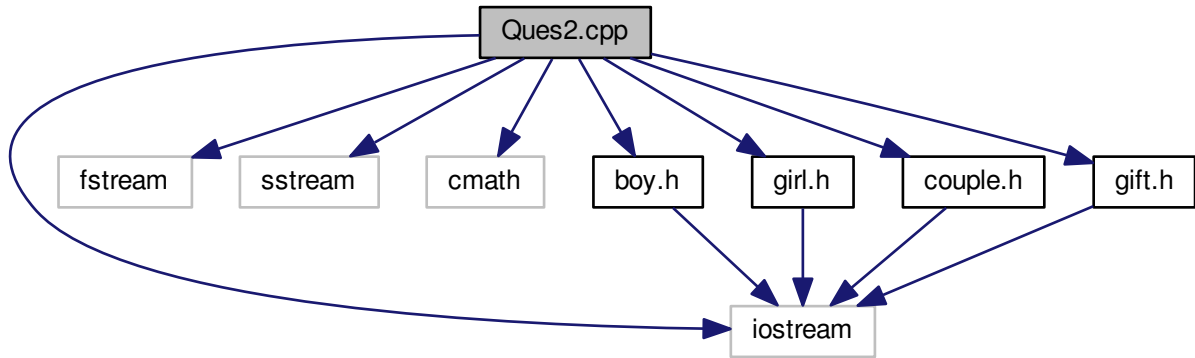 Ques2.cpp
fstream
sstream
cmath
boy.h
girl.h
couple.h
gift.h
iostream